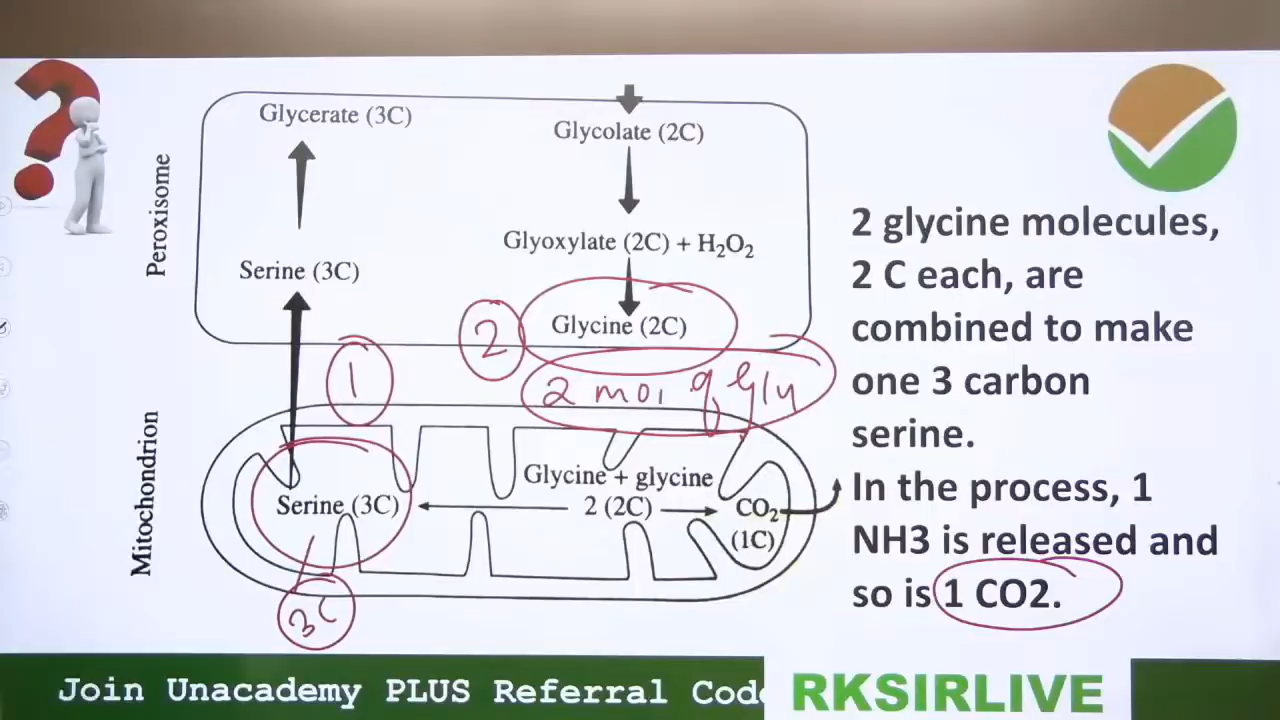 Peroxisome
Glycerate (3C)
Glycolate (2C)
Glyoxylate (2C) + H₂O₂
Serine (3C)
Glycine (2C)
2
1
2 mol of Gly
Mitochondrion
Glycine + glycine
2 (2C)
Serine (3C)
CO₂
(1C)
3C
2 glycine molecules,
2 C each, are
combined to make
one 3 carbon
serine.
In the process, 1
NH3 is released and
so is 1 CO2.
Join Unacademy PLUS Referral Code
RKSIRLIVE